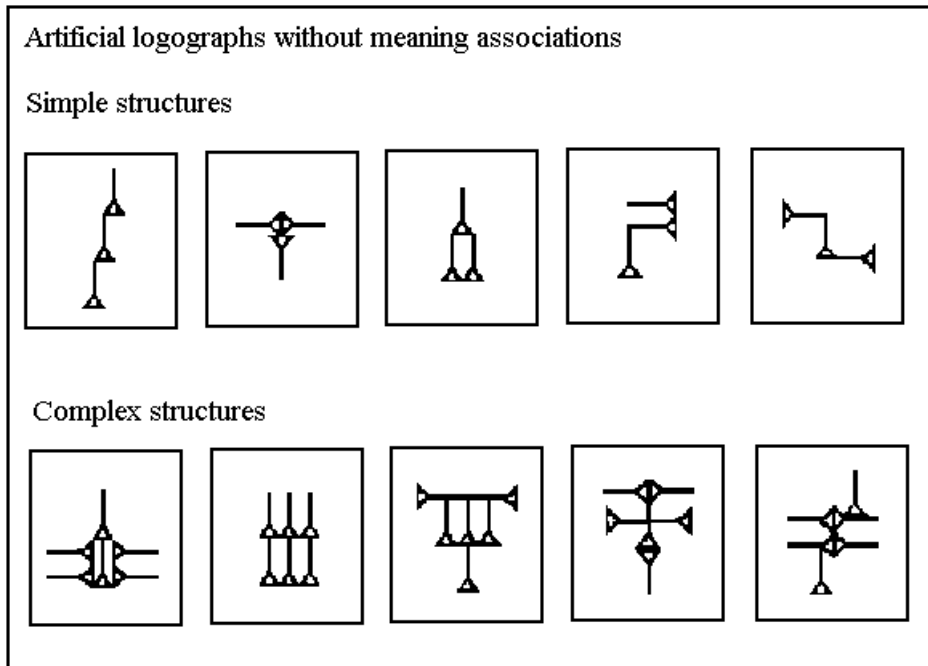 Artificial logographs without meaning associations
Simple structures
Complex structures